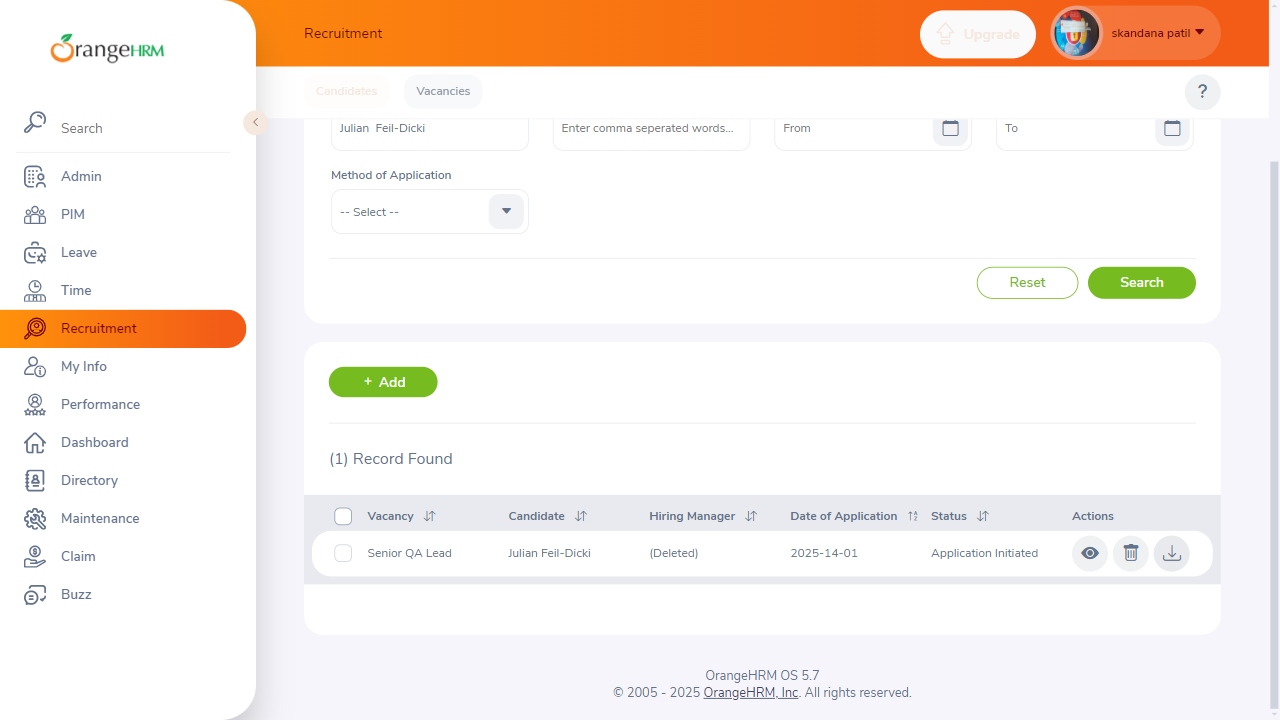 OrangeHRM
Recruitment
Upgrade
skandana patil
Candidates
Vacancies
?
Search
Julian  Feil-Dicki
Enter comma seperated words...
From
To
Admin
PIM
Leave
Time
Recruitment
My Info
Performance
Dashboard
Directory
Maintenance
Claim
Buzz
Method of Application
-- Select --
Reset
Search
+ Add
(1) Record Found
Vacancy Candidate Hiring Manager Date of Application Status Actions
Senior QA Lead Julian Feil-Dicki (Deleted) 2025-14-01 Application Initiated
OrangeHRM OS 5.7
© 2005 - 2025 OrangeHRM, Inc. All rights reserved.